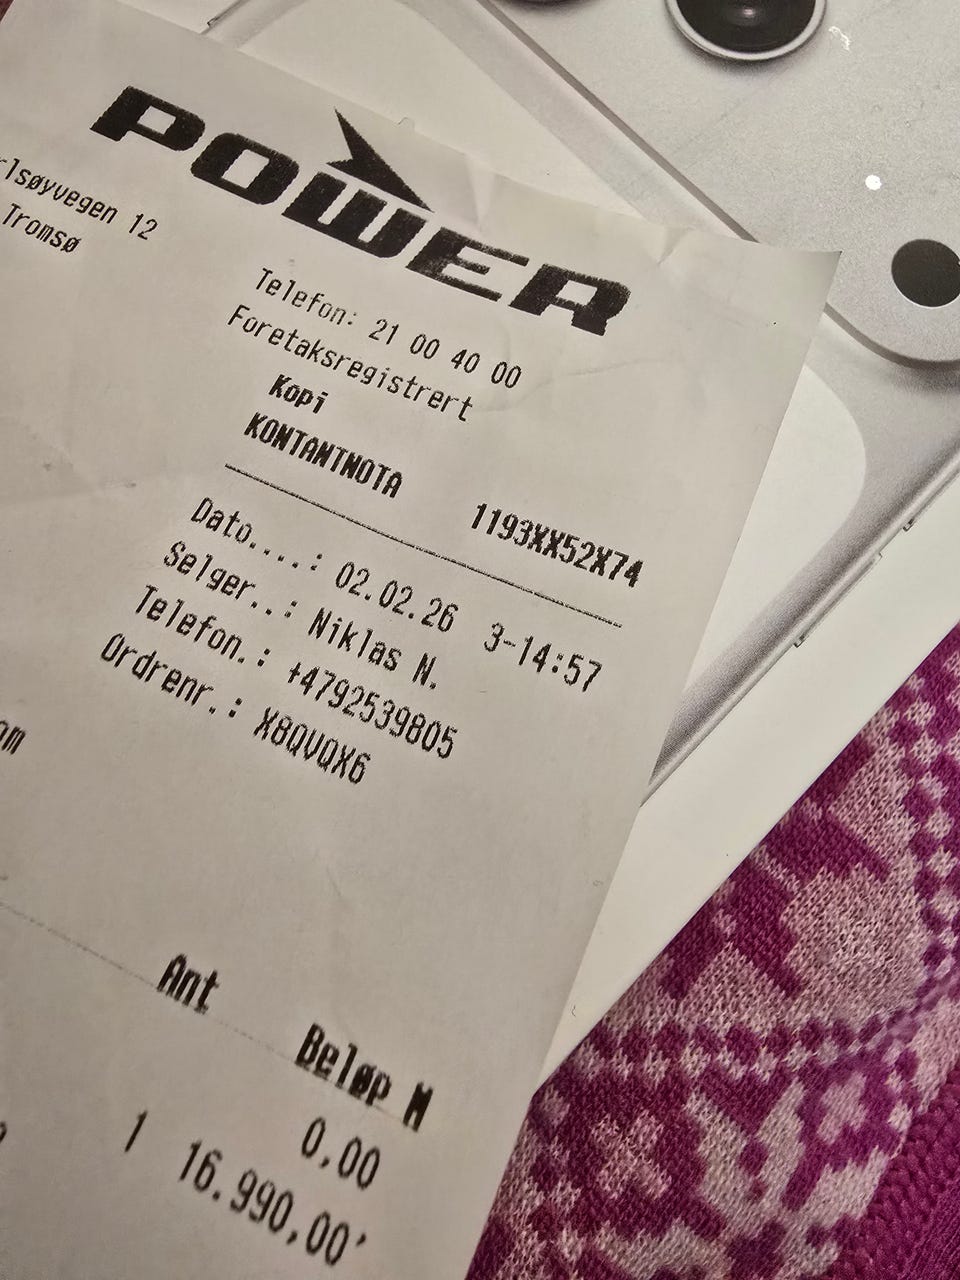 POWER
rlsøyvegen 12
Tromsø
Telefon: 21 00 40 00
Foretaksregistrert
Kopi
KONTANTNOTA 1193XX52X74
Dato....: 02.02.26 3-14:57
Selger..: Niklas N.
Telefon.: +4792539805
Ordrenr.: X8QVQX6
om
Ant Beløp M
0,00
1 16.990,00'